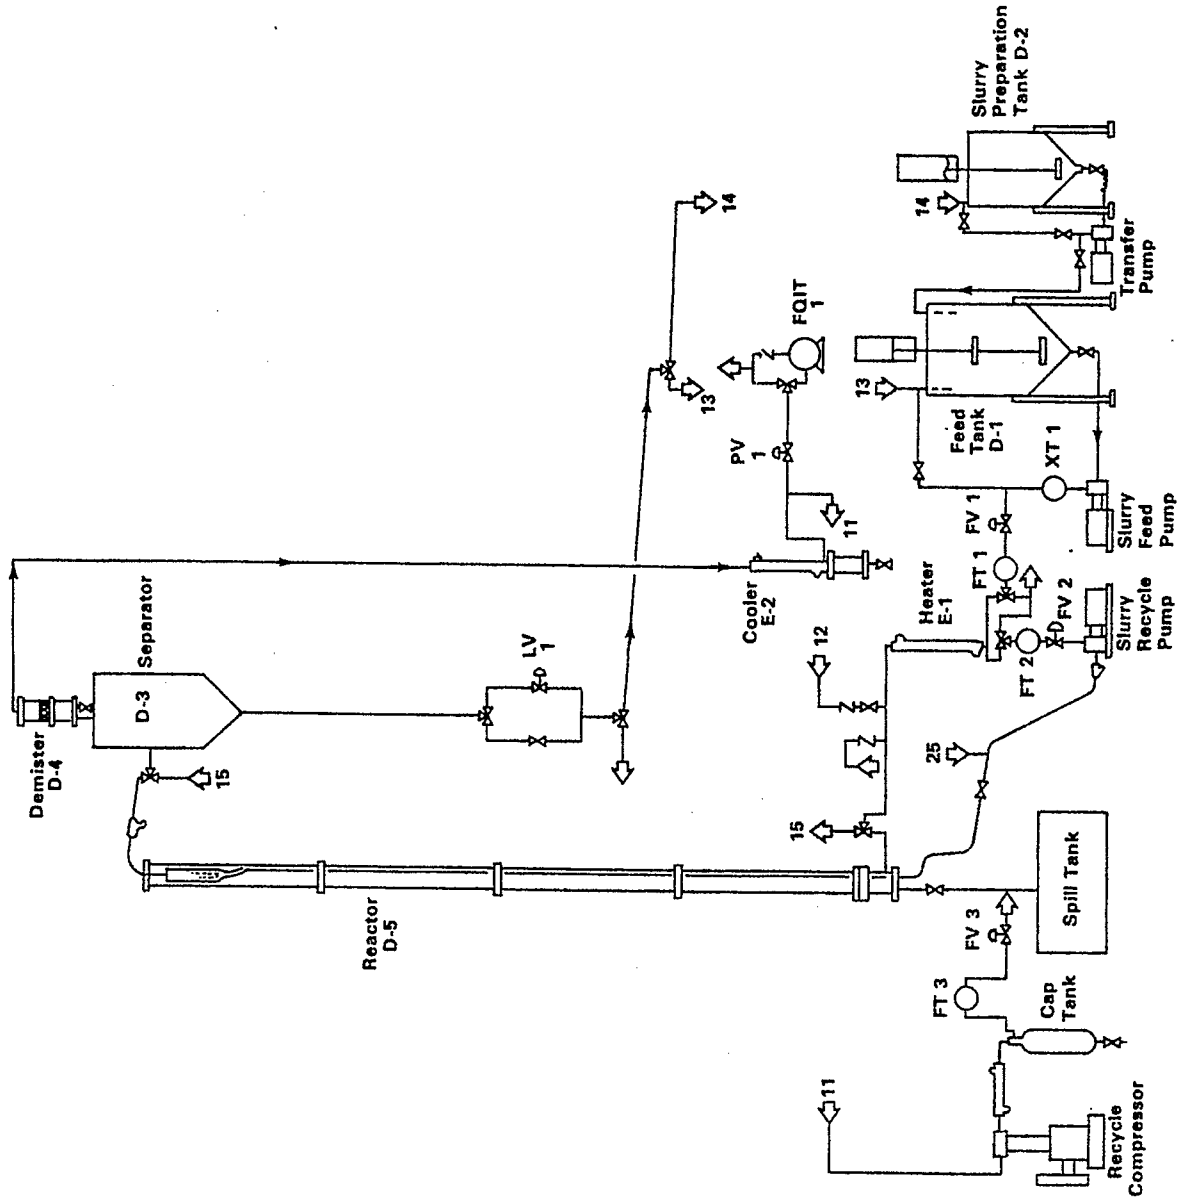 Slurry
Preparation
Tank D-2
14
Transfer
Pump
14
FQIT
1
13
13
Feed
Tank
D-1
XT 1
PV
1
11
FV 1
Slurry
Feed
Pump
FT 1
Cooler
E-2
Heater
E-1
FV 2
FT 2
Slurry
Recycle
Pump
Separator
D-3
LV
1
12
Demister
D-4
15
25
15
Reactor
D-5
Spill Tank
FV 3
FT 3
Cap
Tank
11
Recycle
Compressor